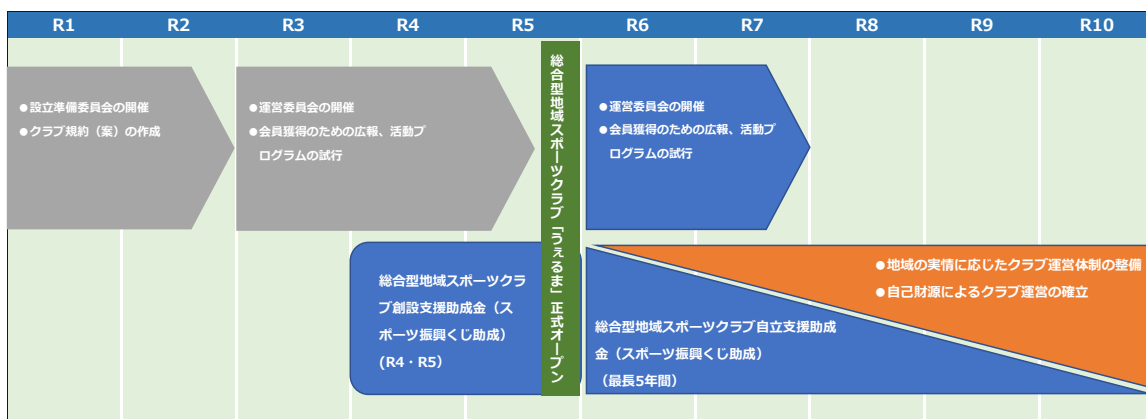 R1 R2 R3 R4 R5 R6 R7 R8 R9 R10
●設立準備委員会の開催
●クラブ規約（案）の作成
●運営委員会の開催
●会員獲得のための広報、活動プ
ログラムの試行
総合型地域スポーツクラブ「うぇるま」正式オープン
●運営委員会の開催
●会員獲得のための広報、活動プ
ログラムの試行
総合型地域スポーツクラ
ブ創設支援助成金（ス
ポーツ振興くじ助成）
(R4・R5）
●地域の実情に応じたクラブ運営体制の整備
●自己財源によるクラブ運営の確立
総合型地域スポーツクラブ自立支援助成
金（スポーツ振興くじ助成）
（最長5年間）